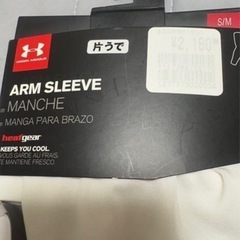 UNDER ARMOUR
片うで
S/M
ARM SLEEVE
MANCHE
MANGA PARA BRAZO
heatgear
KEEPS YOU COOL.
VOUS GARDE AU FRAIS.
TE MANTIENE FRESCO